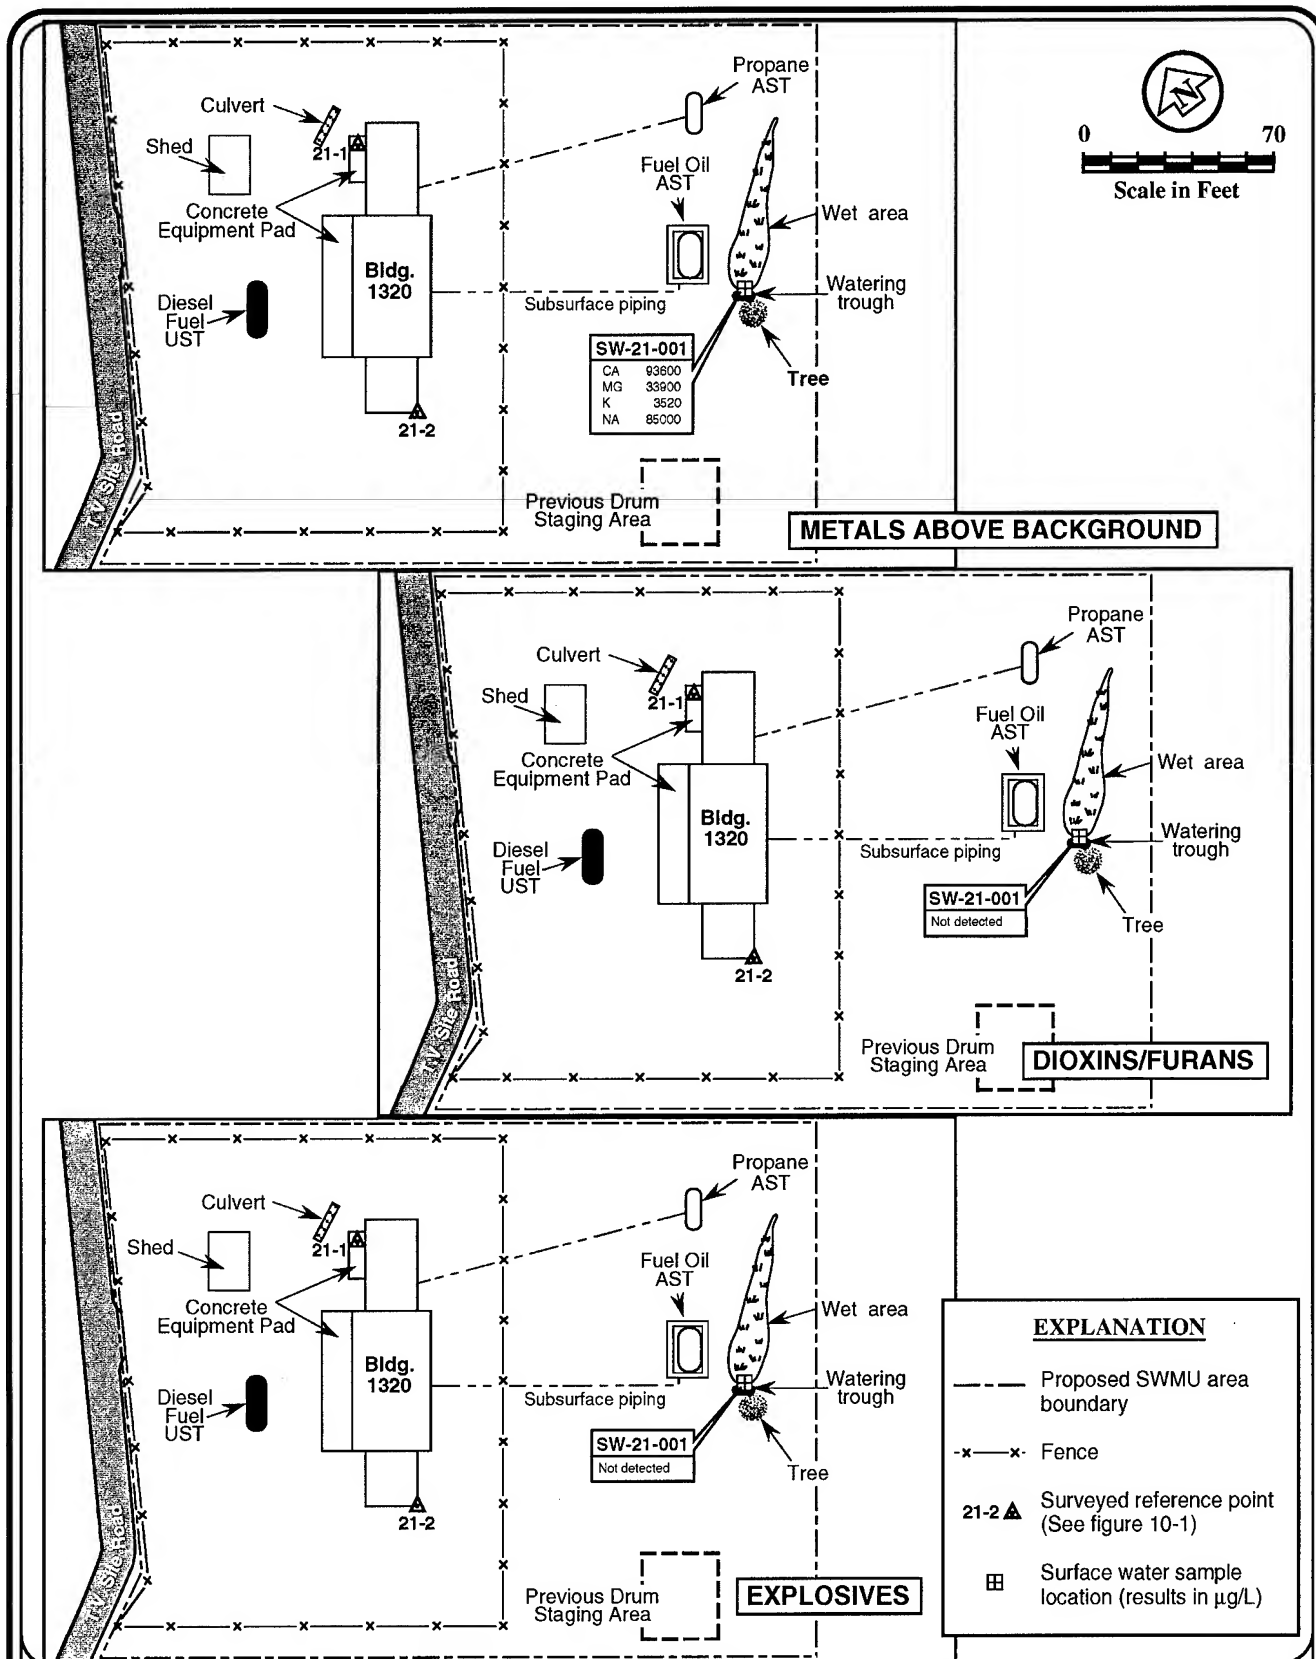 Propane
AST
N
Culvert
0 70
Shed
21-1
Fuel Oil
AST
Scale in Feet
Concrete
Equipment Pad
Wet area
Bldg.
1320
Diesel
Fuel
UST
Subsurface piping
Watering
trough
SW-21-001
CA 93600
MG 33900
K 3520
NA 85000
Tree
21-2
TV Site Road
Previous Drum
Staging Area
METALS ABOVE BACKGROUND
Propane
AST
Culvert
Shed
21-1
Fuel Oil
AST
Concrete
Equipment Pad
Wet area
Bldg.
1320
Diesel
Fuel
UST
Subsurface piping
Watering
trough
SW-21-001
Not detected
Tree
21-2
TV Site Road
Previous Drum
Staging Area
DIOXINS/FURANS
Propane
AST
Culvert
Shed
21-1
Fuel Oil
AST
Concrete
Equipment Pad
Wet area
Bldg.
1320
Diesel
Fuel
UST
Subsurface piping
Watering
trough
SW-21-001
Not detected
Tree
21-2
TV Site Road
Previous Drum
Staging Area
EXPLOSIVES
EXPLANATION
Proposed SWMU area
boundary
Fence
21-2 Surveyed reference point
(See figure 10-1)
Surface water sample
location (results in µg/L)